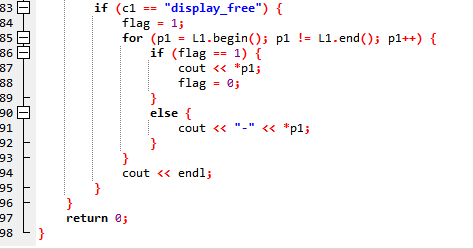 83 if (c1 == "display_free") {
84 flag = 1;
85 for (p1 = L1.begin(); p1 != L1.end(); p1++) {
86 if (flag == 1) {
87 cout << *p1;
88 flag = 0;
89 }
90 else {
91 cout << "-" << *p1;
92 }
93 }
94 cout << endl;
95 }
96 }
97 return 0;
98 }